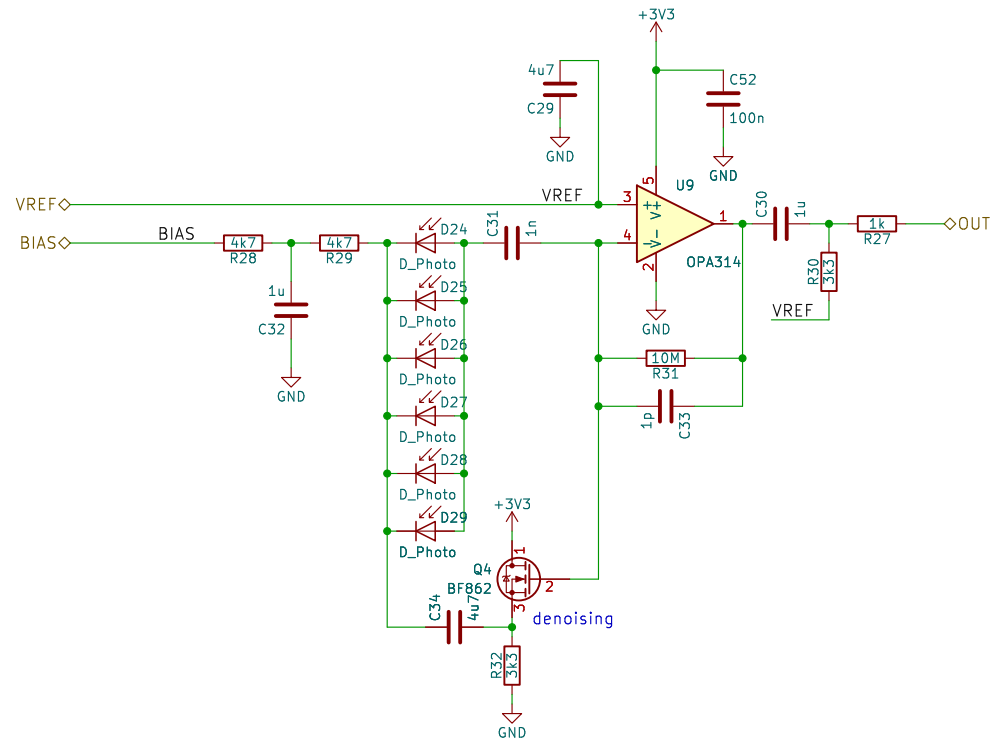 +3V3
4u7
C29
GND
C52
100n
GND
VREF
VREF
3
5
U9
V+
V-
4
2
1
OPA314
GND
C30
1u
1k
R27
OUT
R30
3k3
VREF
BIAS
BIAS
4k7
R28
4k7
R29
1u
C32
GND
D24
D_Photo
C31
1n
D25
D_Photo
D26
D_Photo
D27
D_Photo
D28
D_Photo
D29
D_Photo
10M
R31
1p
C33
+3V3
1
Q4
BF862
2
3
denoising
C34
4u7
R32
3k3
GND